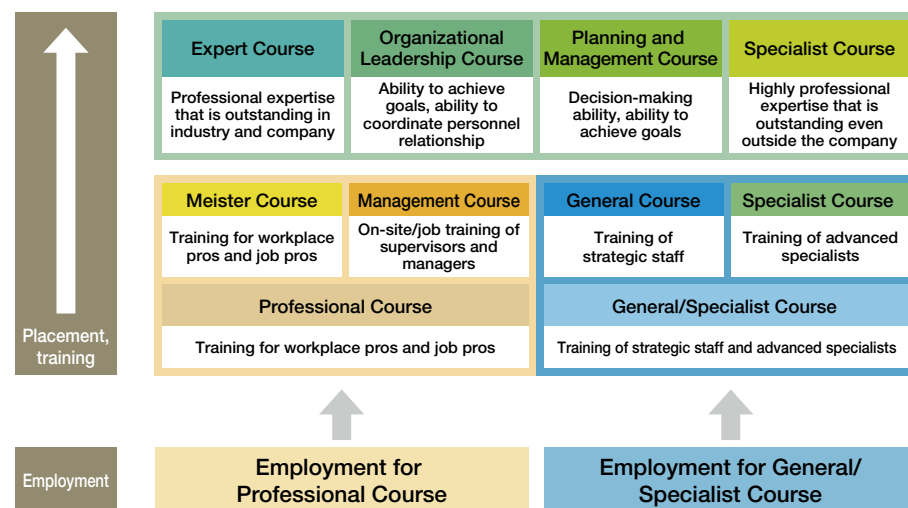 Expert Course
Professional expertise
that is outstanding in
industry and company
Organizational
Leadership Course
Ability to achieve
goals, ability to
coordinate personnel
relationship
Planning and
Management Course
Decision-making
ability, ability to
achieve goals
Specialist Course
Highly professional
expertise that is
outstanding even
outside the company
Meister Course
Training for workplace
pros and job pros
Management Course
On-site/job training of
supervisors and
managers
General Course
Training of
strategic staff
Specialist Course
Training of advanced
specialists
Professional Course
Training for workplace pros and job pros
General/Specialist Course
Training of strategic staff and advanced specialists
Placement,
training
Employment
Employment for
Professional Course
Employment for General/
Specialist Course